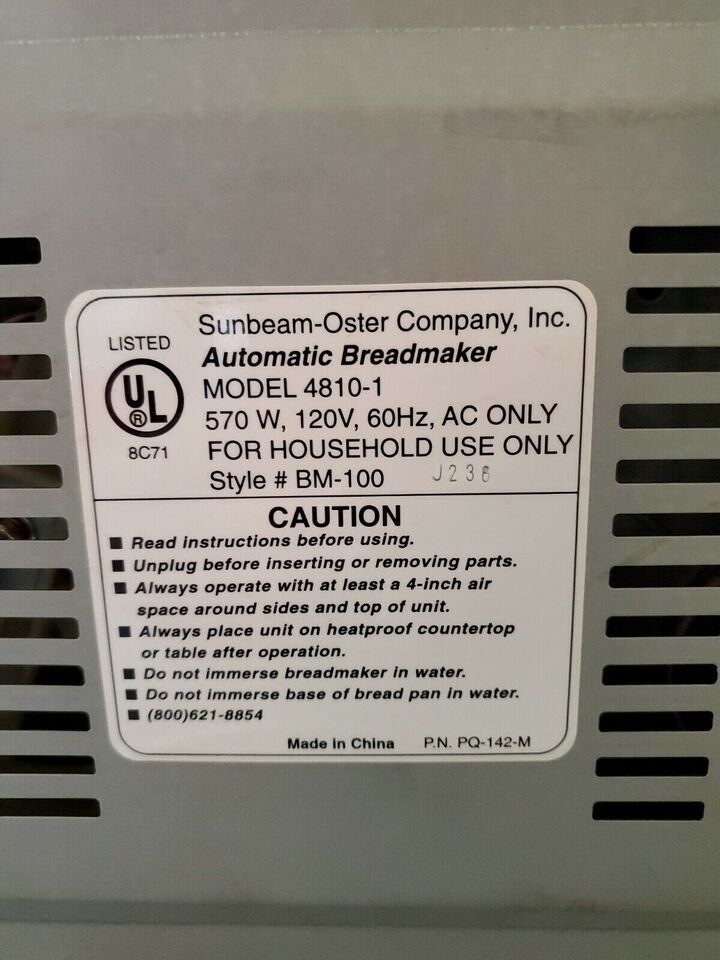 LISTED
UL
®
8C71
Sunbeam-Oster Company, Inc.
Automatic Breadmaker
MODEL 4810-1
570 W, 120V, 60Hz, AC ONLY
FOR HOUSEHOLD USE ONLY
Style # BM-100 J236
CAUTION
■ Read instructions before using.
■ Unplug before inserting or removing parts.
■ Always operate with at least a 4-inch air
space around sides and top of unit.
■ Always place unit on heatproof countertop
or table after operation.
■ Do not immerse breadmaker in water.
■ Do not immerse base of bread pan in water.
■ (800)621-8854
Made in China P.N. PQ-142-M